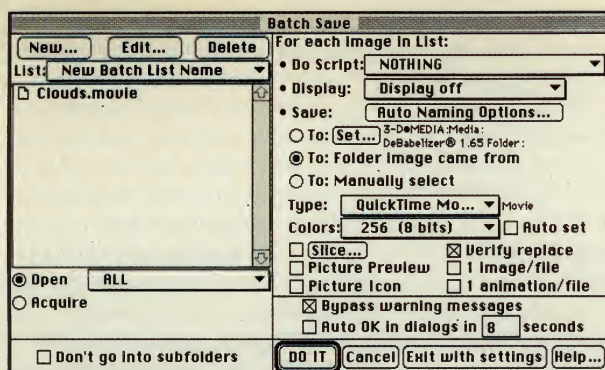 Batch Save
New... Edit... Delete
List: New Batch List Name
Clouds.movie
Open ALL
Acquire
Don't go into subfolders
For each image in List:
• Do Script: NOTHING
• Display: Display off
• Save: Auto Naming Options...
To: Set... 3-D•MEDIA:Media:
DeBabelizer® 1.65 Folder:
To: Folder image came from
To: Manually select
Type: QuickTime Mo... Movie
Colors: 256 (8 bits) Auto set
Slice... Verify replace
Picture Preview 1 image/file
Picture Icon 1 animation/file
Bypass warning messages
Auto OK in dialogs in 8 seconds
DO IT Cancel Exit with settings Help...